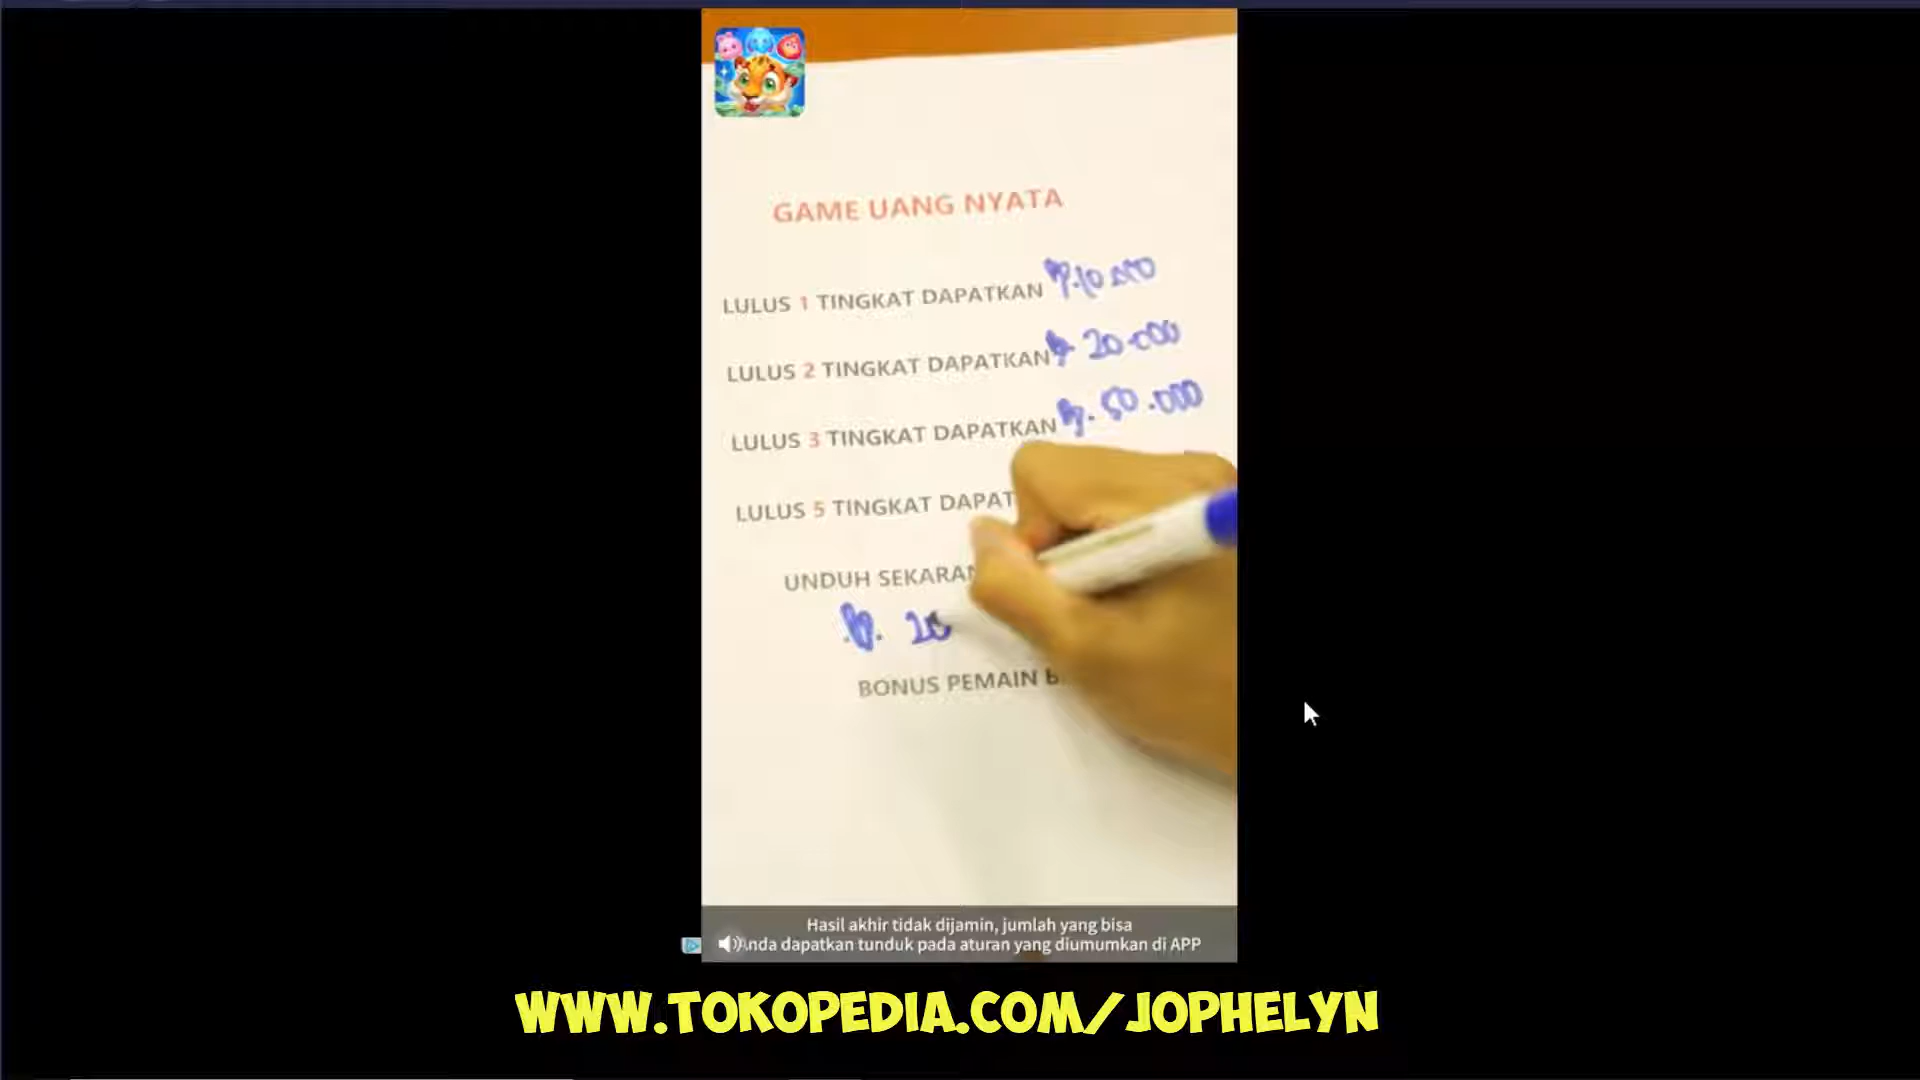 GAME UANG NYATA
LULUS 1 TINGKAT DAPATKAN Rp.10.000
LULUS 2 TINGKAT DAPATKAN Rp 20.000
LULUS 3 TINGKAT DAPATKAN Rp. 50.000
LULUS 5 TINGKAT DAPAT
UNDUH SEKARAN
Rp. 20
BONUS PEMAIN B
Hasil akhir tidak dijamin, jumlah yang bisa
Anda dapatkan tunduk pada aturan yang diumumkan di APP
WWW.TOKOPEDIA.COM/JOPHELYN